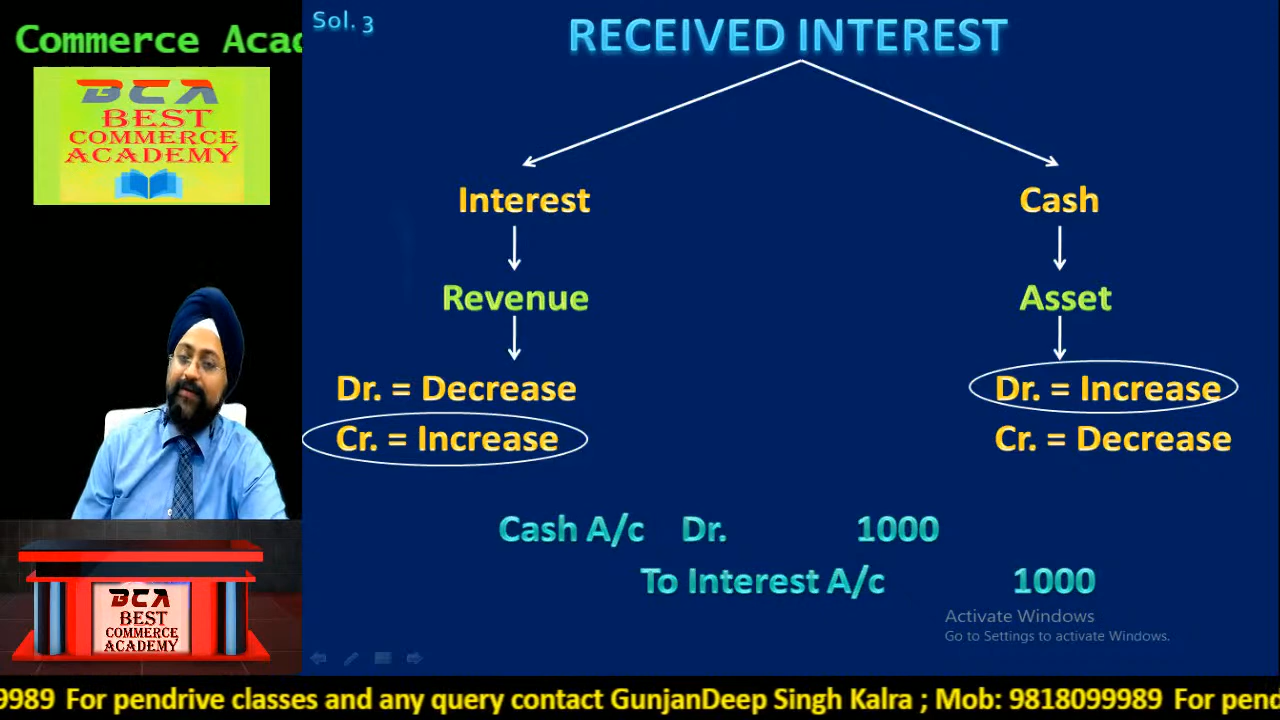 Commerce Acad
BCA
BEST
COMMERCE
ACADEMY
Sol. 3
RECEIVED INTEREST
Interest
Cash
Revenue
Asset
Dr. = Decrease
Cr. = Increase
Dr. = Increase
Cr. = Decrease
Cash A/c Dr. 1000
To Interest A/c 1000
Activate Windows
Go to Settings to activate Windows.
BCA
BEST
COMMERCE
ACADEMY
9989 For pendrive classes and any query contact GunjanDeep Singh Kalra ; Mob: 9818099989 For pend